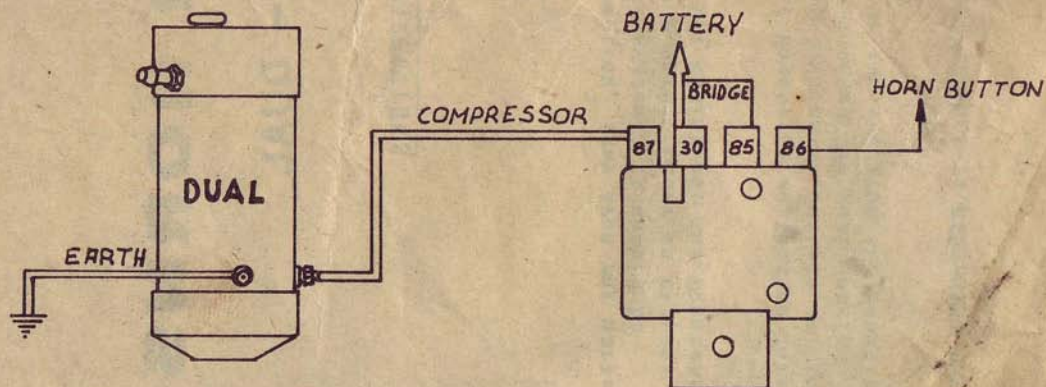 BATTERY
BRIDGE
HORN BUTTON
COMPRESSOR
87 30 85 86
DUAL
EARTH